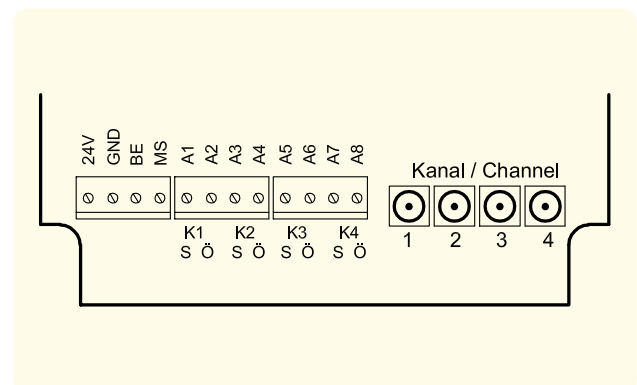 24V GND BE MS A1 A2 A3 A4 A5 A6 A7 A8
Kanal / Channel
K1 K2 K3 K4
S Ö S Ö S Ö S Ö
1 2 3 4